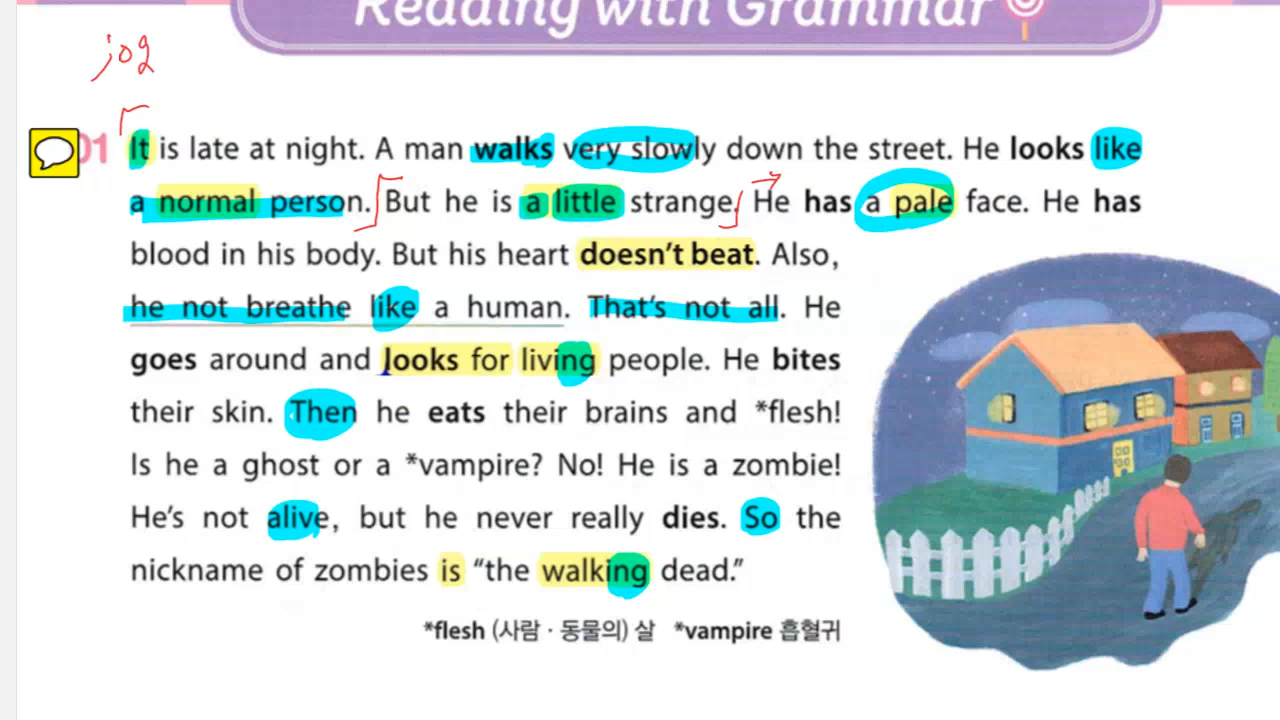 Reading with Grammar
jog
01 It is late at night. A man walks very slowly down the street. He looks like
a normal person. But he is a little strange. He has a pale face. He has
blood in his body. But his heart doesn't beat. Also,
he not breathe like a human. That's not all. He
goes around and looks for living people. He bites
their skin. Then he eats their brains and *flesh!
Is he a ghost or a *vampire? No! He is a zombie!
He's not alive, but he never really dies. So the
nickname of zombies is “the walking dead.”
*flesh (사람 · 동물의) 살 *vampire 흡혈귀